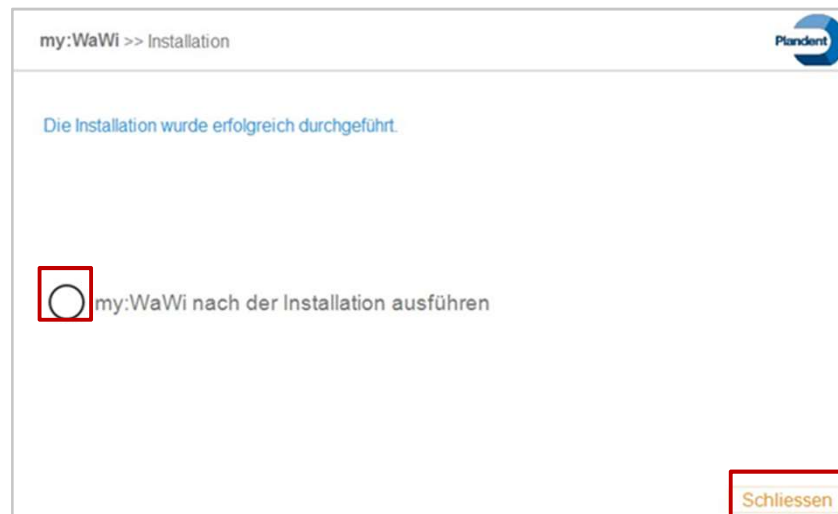 my:WaWi >> Installation
Plandent
Die Installation wurde erfolgreich durchgeführt.
my:WaWi nach der Installation ausführen
Schliessen